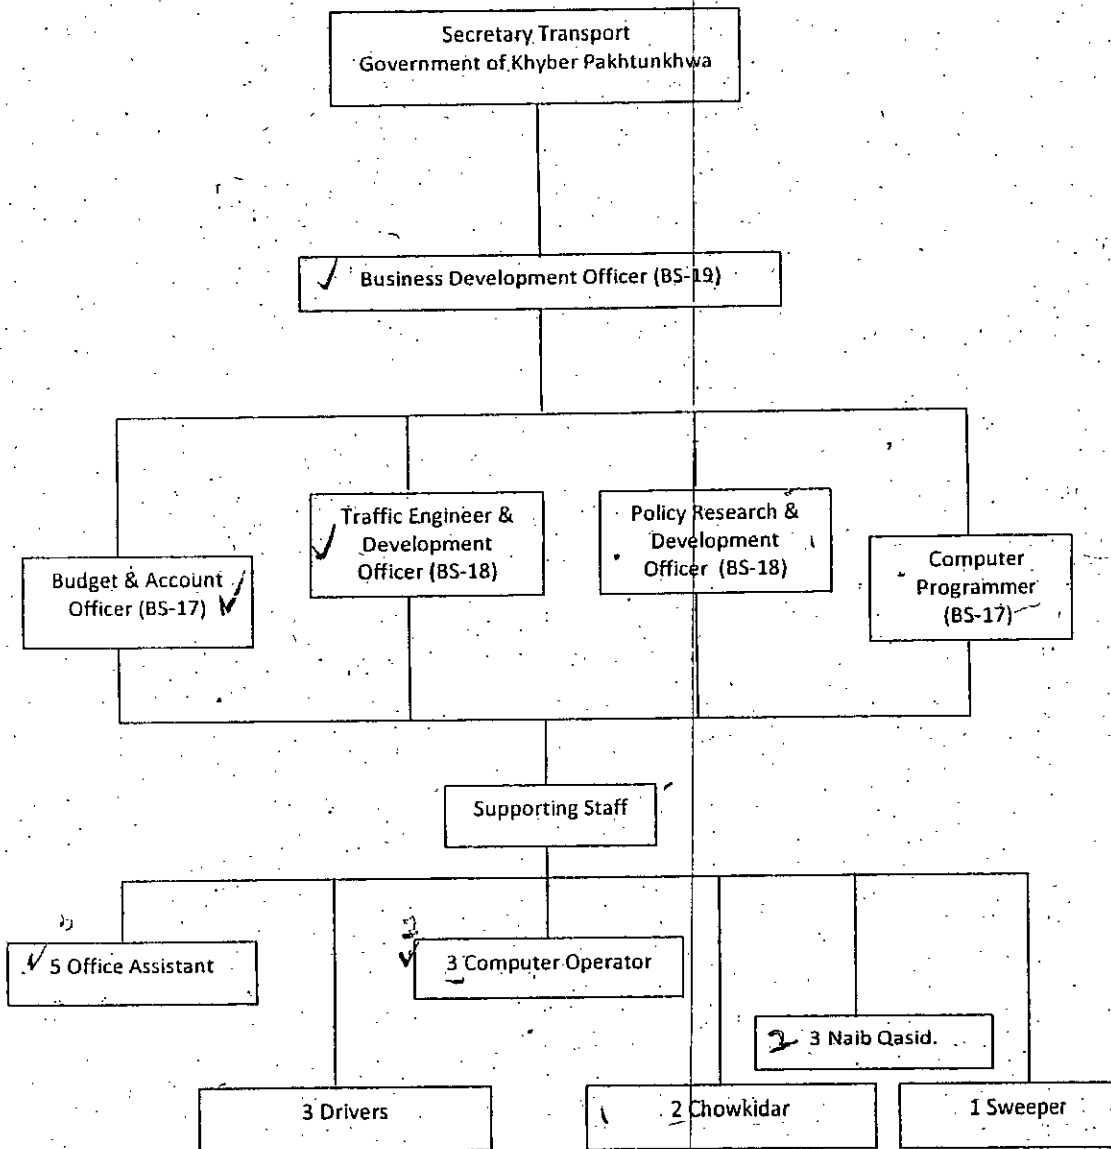 Secretary Transport
Government of Khyber Pakhtunkhwa
Business Development Officer (BS-19)
Budget & Account
Officer (BS-17)
Traffic Engineer &
Development
Officer (BS-18)
Policy Research &
Development
Officer (BS-18)
Computer
Programmer
(BS-17)
Supporting Staff
5 Office Assistant
3 Computer Operator
2 3 Naib Qasid.
3 Drivers
2 Chowkidar
1 Sweeper